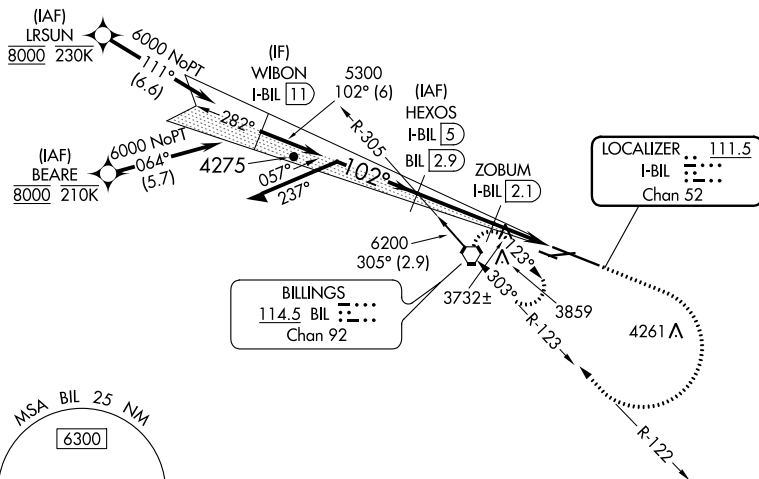 (IAF)
LRSUN
8000 230K
6000 NoPT
111°
(6.6)
(IF)
WIBON
I-BIL 11
5300
102° (6)
(IAF)
HEXOS
I-BIL 5
BIL 2.9
R-305
282°
6000 NoPT
064°
(5.7)
(IAF)
BEARE
8000 210K
4275
057°
237°
102°
ZOBUM
I-BIL 2.1
LOCALIZER 111.5
I-BIL
Chan 52
6200
305° (2.9)
123°
303°
3732±
3859
BILLINGS
114.5 BIL
Chan 92
R-123
4261
R-122
MSA BIL 25 NM
6300